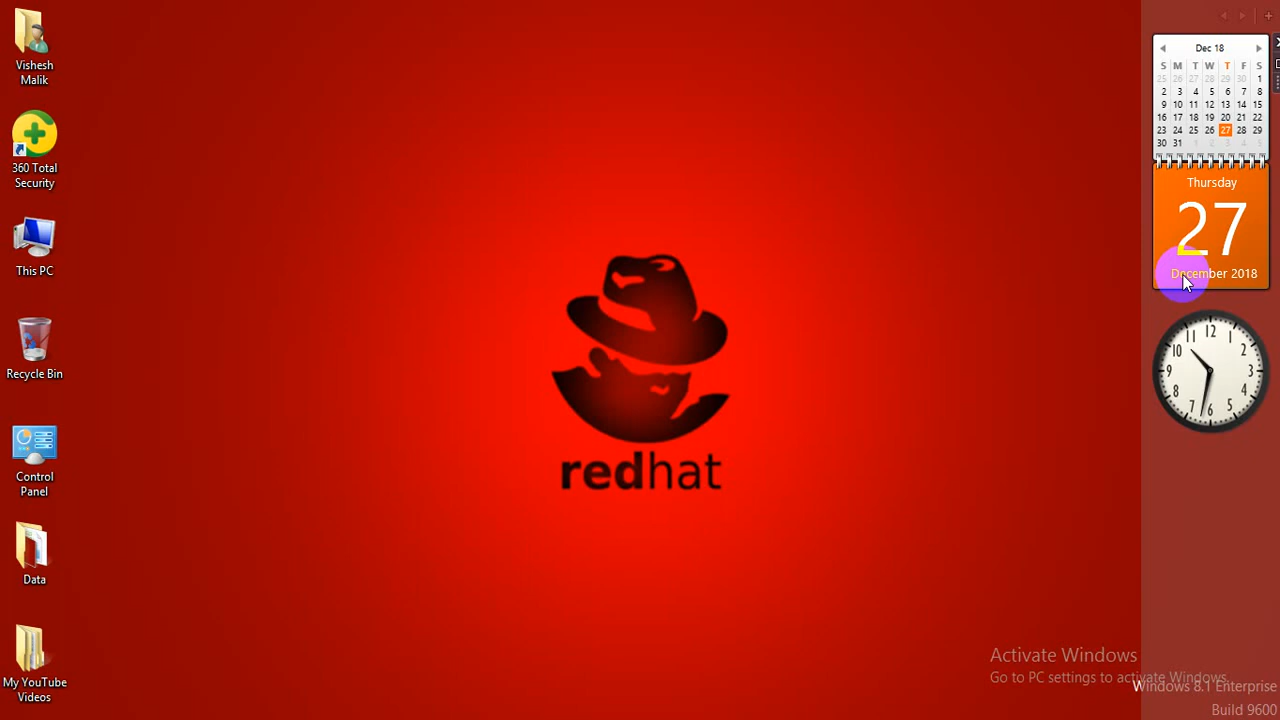 Vishesh
Malik
360 Total
Security
This PC
Recycle Bin
Control
Panel
Data
My YouTube
Videos
redhat
Dec 18
S M T W T F S
25 26 27 28 29 30 1
2 3 4 5 6 7 8
9 10 11 12 13 14 15
16 17 18 19 20 21 22
23 24 25 26 27 28 29
30 31 1 2 3 4 5
Thursday
27
December 2018
12
11 1
10 2
9 3
8 4
7 5
6
Activate Windows
Go to PC settings to activate Windows.
Windows 8.1 Enterprise
Build 9600